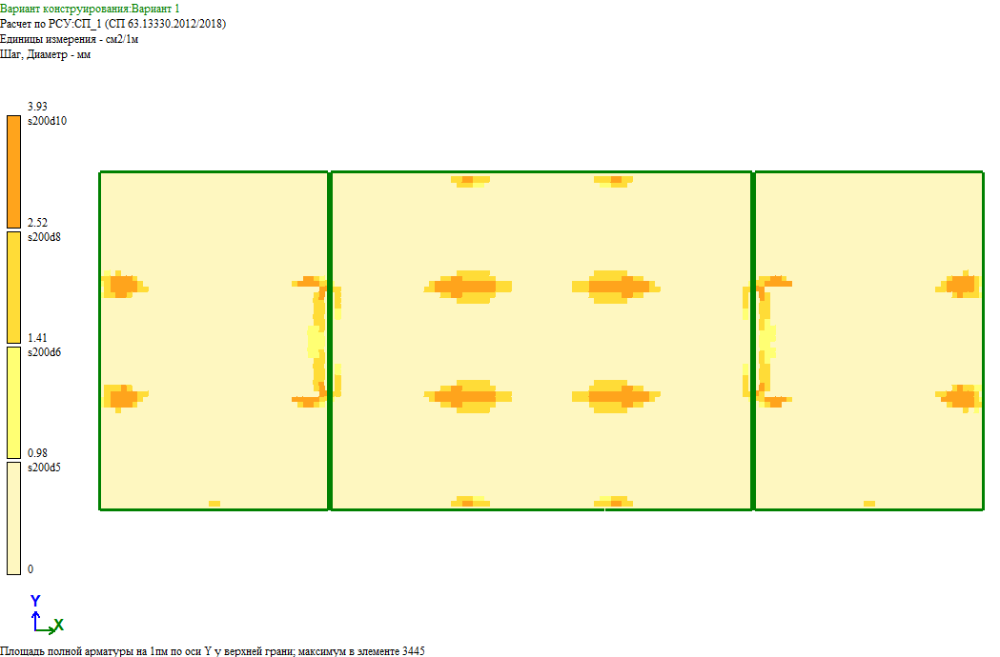 Вариант конструирования:Вариант 1
Расчет по РСУ:СП_1 (СП 63.13330.2012/2018)
Единицы измерения - см2/1м
Шаг, Диаметр - мм
3.93
s200d10
2.52
s200d8
1.41
s200d6
0.98
s200d5
0
Y
X
Площадь полной арматуры на 1пм по оси Y у верхней грани; максимум в элементе 3445